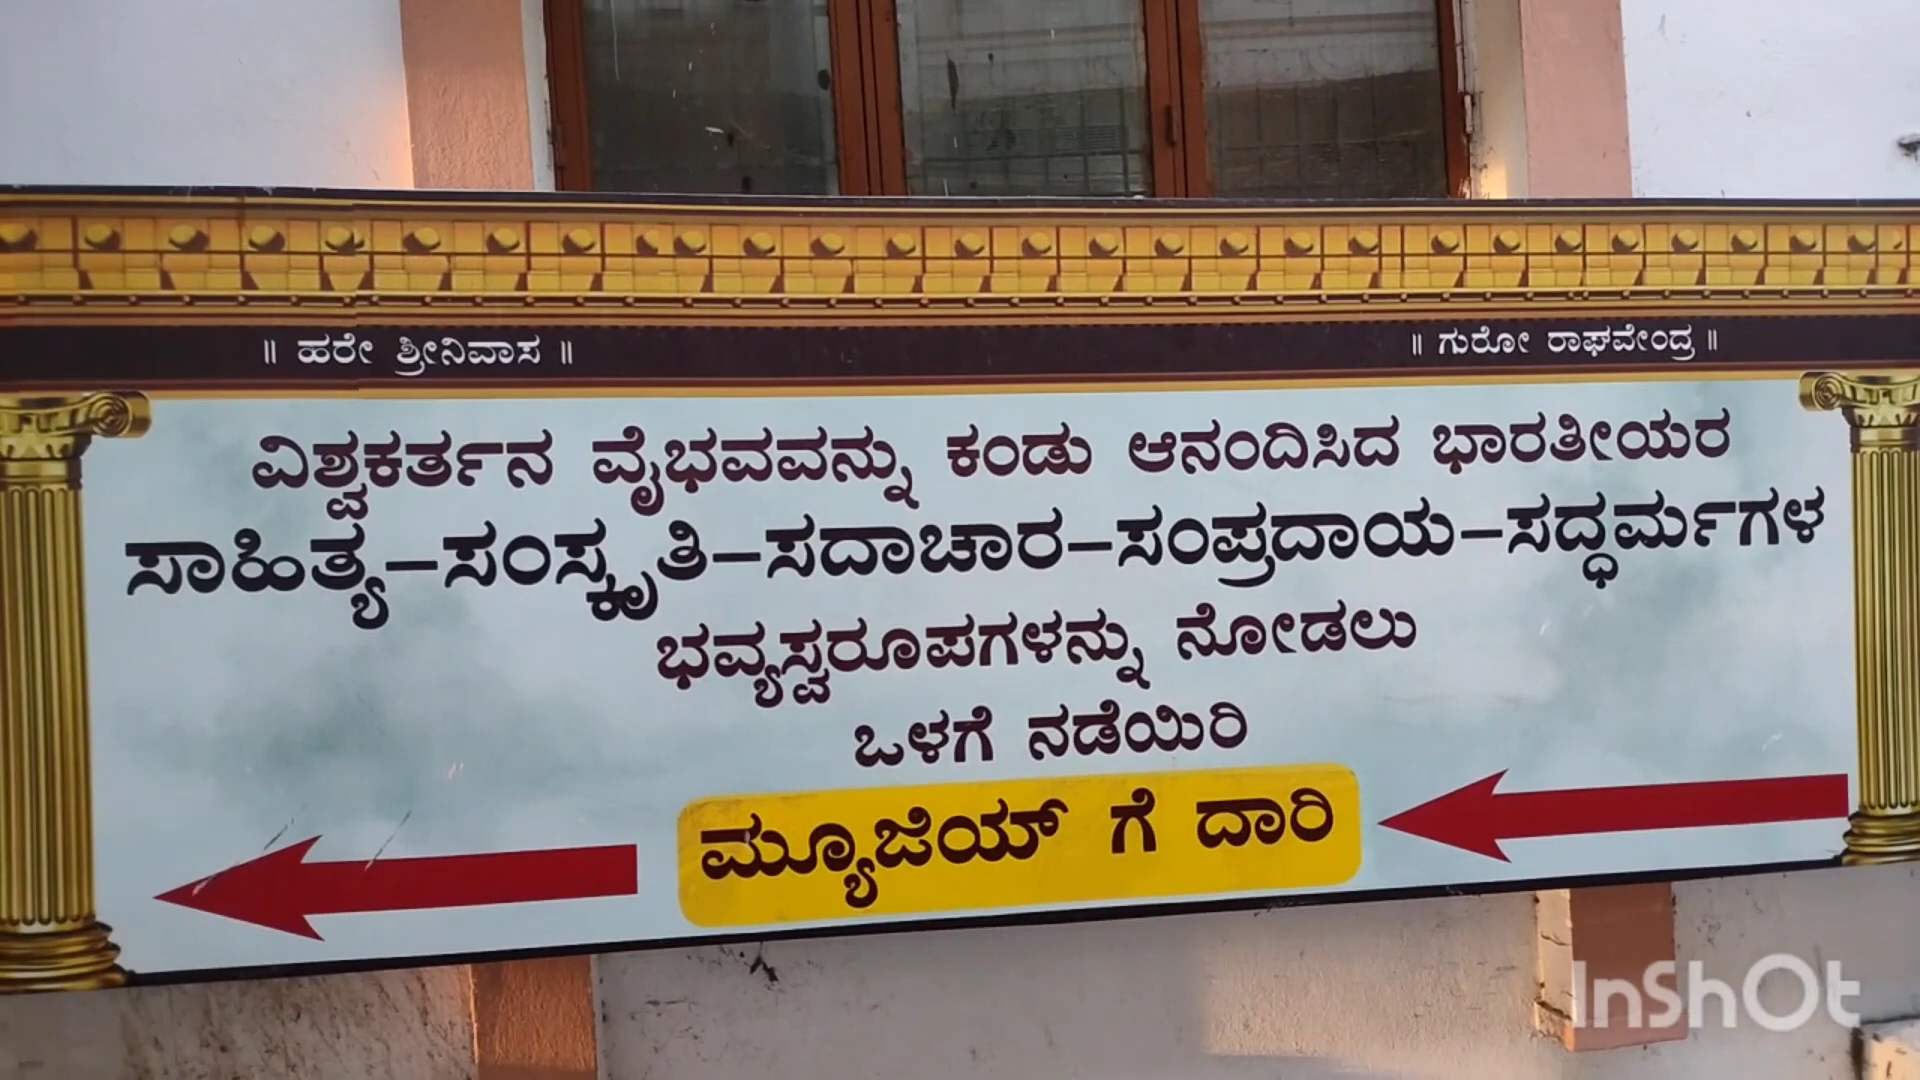 ॥ ಹರೇ ಶ್ರೀನಿವಾಸ ॥ ॥ ಗುರೋ ರಾಘವೇಂದ್ರ ॥
ವಿಶ್ವಕರ್ತನ ವೈಭವವನ್ನು ಕಂಡು ಆನಂದಿಸಿದ ಭಾರತೀಯರ
ಸಾಹಿತ್ಯ–ಸಂಸ್ಕೃತಿ–ಸದಾಚಾರ–ಸಂಪ್ರದಾಯ–ಸದ್ಧರ್ಮಗಳ
ಭವ್ಯಸ್ವರೂಪಗಳನ್ನು ನೋಡಲು
ಒಳಗೆ ನಡೆಯಿರಿ
ಮ್ಯೂಜಿಯಮ್ ಗೆ ದಾರಿ
InShOt